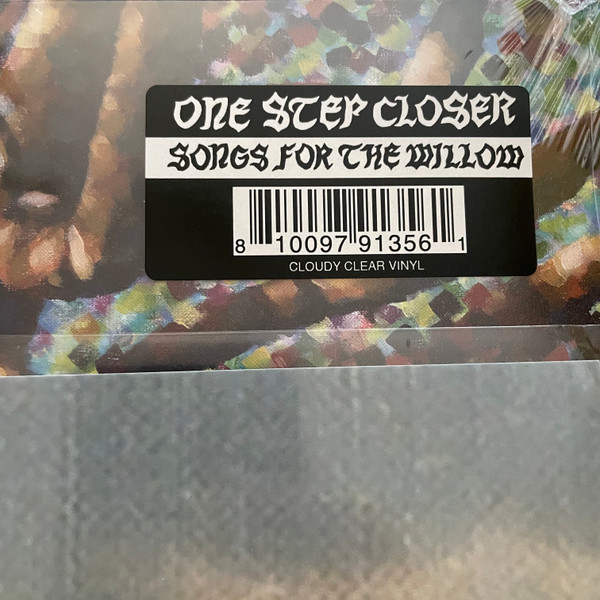 ONE STEP CLOSER
SONGS FOR THE WILLOW
8 10097 91356 1
CLOUDY CLEAR VINYL